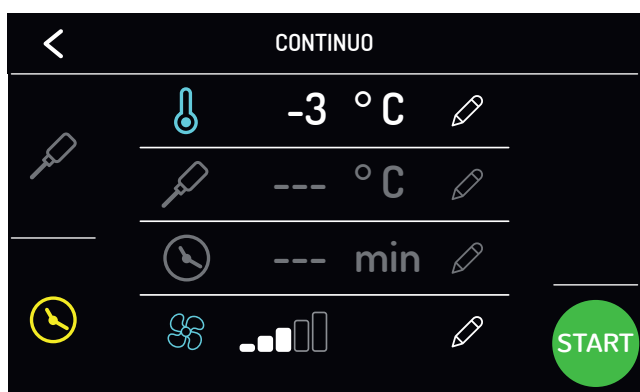 CONTINUO
-3 °C
--- °C
--- min
START